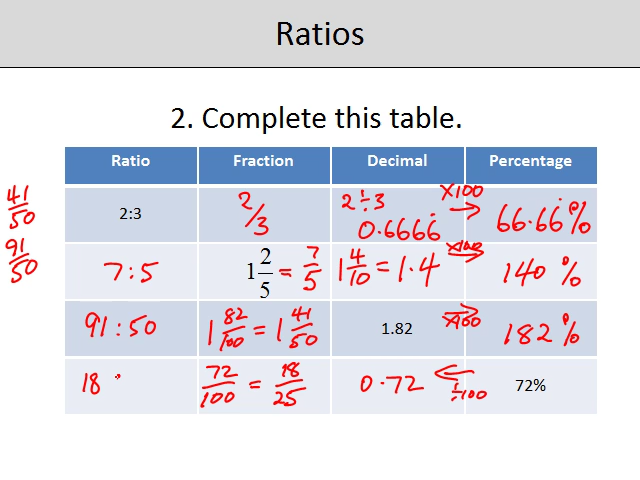 Ratios
2. Complete this table.
Ratio Fraction Decimal Percentage
41/50
91/50
2:3 2/3 2÷3 0.6666̇ ×100 → 66.66̇%
7:5 1 2/5 = 7/5 1 4/10 = 1.4 ×100 → 140 %
91:50 1 82/100 = 1 41/50 1.82 ×100 → 182 %
18 : 72/100 = 18/25 0.72 ← ÷100 72%